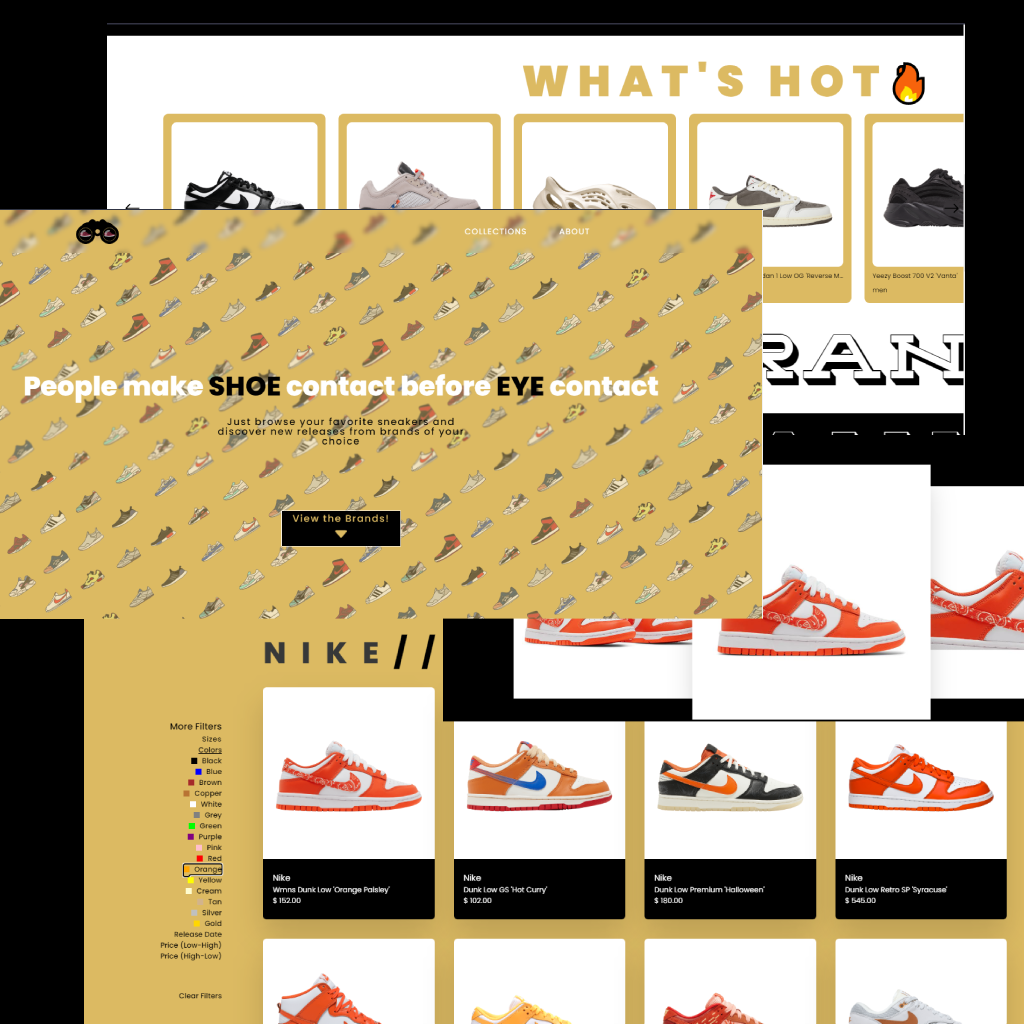 WHAT'S HOT🔥
COLLECTIONS ABOUT
People make SHOE contact before EYE contact
Just browse your favorite sneakers and
discover new releases from brands of your
choice
View the Brands!
1 Low OG 'Reverse M...
Yeezy Boost 700 V2 'Vanta'
men
RAN
NIKE//
More Filters
Sizes
Colors
Black
Blue
Brown
Copper
White
Grey
Green
Purple
Pink
Red
Orange
Yellow
Cream
Tan
Silver
Gold
Release Date
Price (Low-High)
Price (High-Low)
Clear Filters
Nike
Wmns Dunk Low 'Orange Paisley'
$ 152.00
Nike
Dunk Low GS 'Hot Curry'
$ 102.00
Nike
Dunk Low Premium 'Halloween'
$ 180.00
Nike
Dunk Low Retro SP 'Syracuse'
$ 545.00